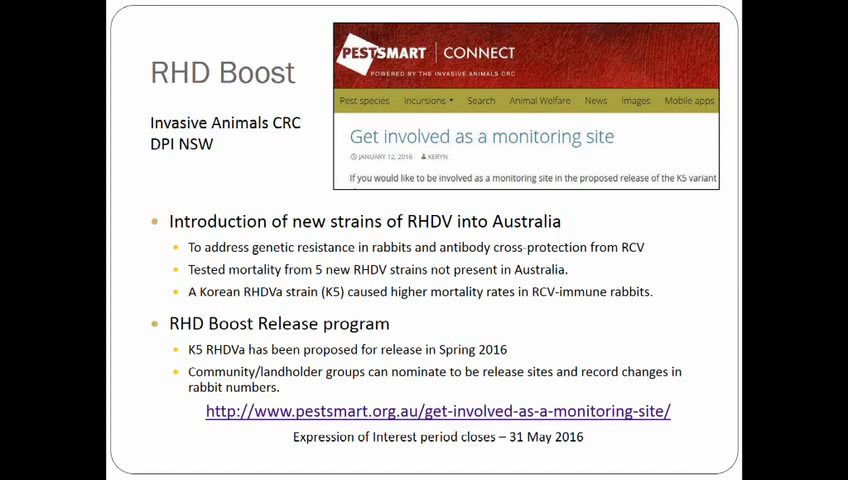 RHD Boost
Invasive Animals CRC
DPI NSW
PESTSMART CONNECT
POWERED BY THE INVASIVE ANIMALS CRC
Pest species Incursions Search Animal Welfare News Images Mobile apps
Get involved as a monitoring site
JANUARY 12, 2016 KERYN
If you would like to be involved as a monitoring site in the proposed release of the K5 variant
• Introduction of new strains of RHDV into Australia
• To address genetic resistance in rabbits and antibody cross-protection from RCV
• Tested mortality from 5 new RHDV strains not present in Australia.
• A Korean RHDVa strain (K5) caused higher mortality rates in RCV-immune rabbits.
• RHD Boost Release program
• K5 RHDVa has been proposed for release in Spring 2016
• Community/landholder groups can nominate to be release sites and record changes in
rabbit numbers.
http://www.pestsmart.org.au/get-involved-as-a-monitoring-site/
Expression of Interest period closes – 31 May 2016